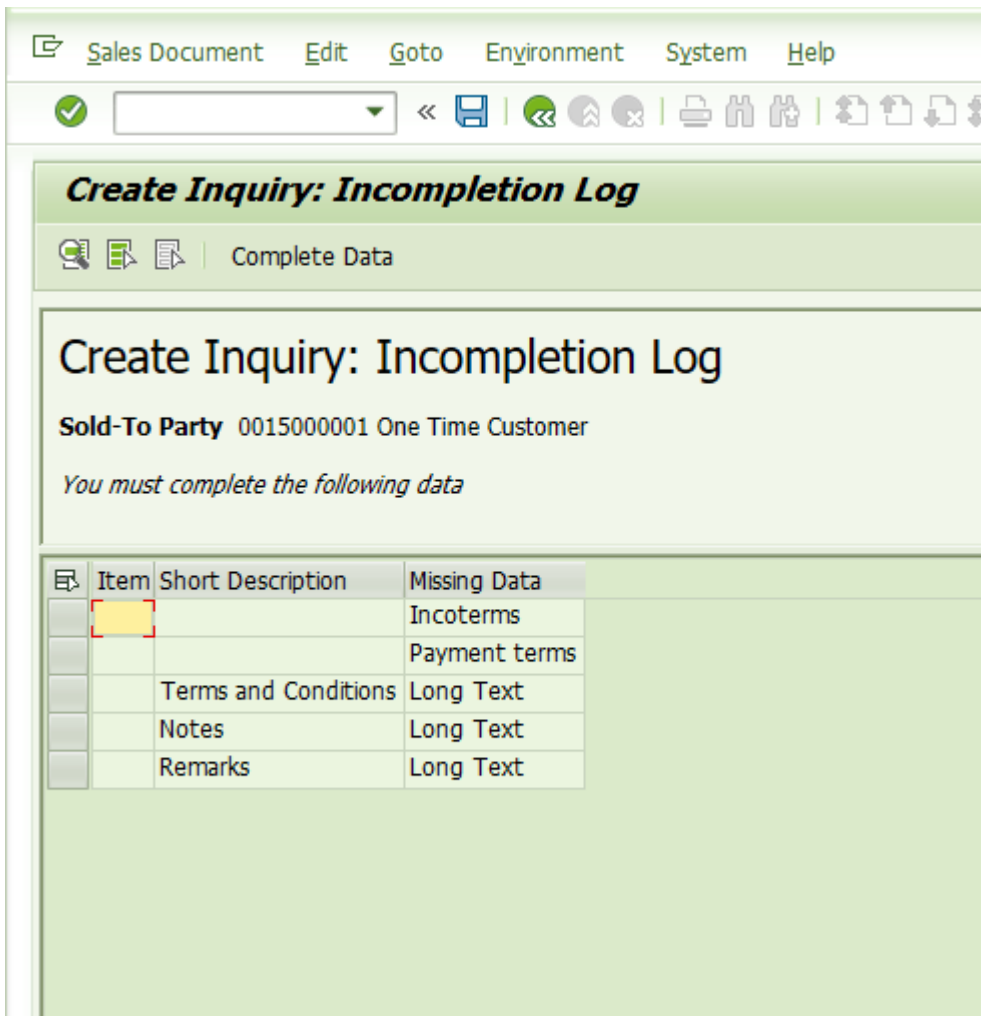 Sales Document Edit Goto Environment System Help
Create Inquiry: Incompletion Log
Complete Data
Create Inquiry: Incompletion Log
Sold-To Party 0015000001 One Time Customer
You must complete the following data
Item Short Description Missing Data
Incoterms
Payment terms
Terms and Conditions Long Text
Notes Long Text
Remarks Long Text